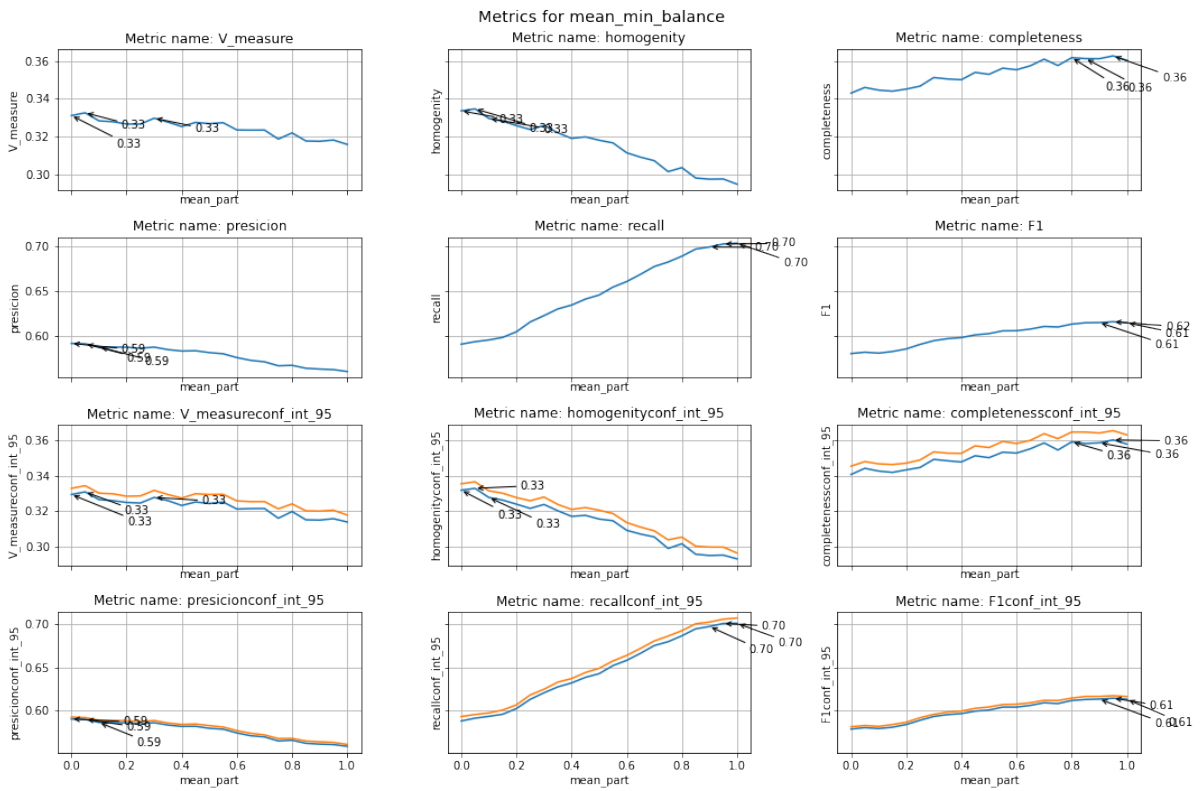 Metrics for mean_min_balance
Metric name: V_measure
Metric name: homogenity
Metric name: completeness
V_measure
0.36
0.34
0.32
0.30
0.33
0.33
0.33
mean_part
homogenity
0.33
0.33
0.33
mean_part
completeness
0.36
0.36
0.36
mean_part
Metric name: presicion
Metric name: recall
Metric name: F1
presicion
0.70
0.65
0.60
0.59
0.59
0.59
mean_part
recall
0.70
0.70
0.70
mean_part
F1
0.62
0.61
0.61
mean_part
Metric name: V_measureconf_int_95
Metric name: homogenityconf_int_95
Metric name: completenessconf_int_95
V_measureconf_int_95
0.36
0.34
0.32
0.30
0.33
0.33
0.33
mean_part
homogenityconf_int_95
0.33
0.33
0.33
mean_part
completenessconf_int_95
0.36
0.36
0.36
mean_part
Metric name: presicionconf_int_95
Metric name: recallconf_int_95
Metric name: F1conf_int_95
presicionconf_int_95
0.70
0.65
0.60
0.59
0.59
0.59
0.0
0.2
0.4
0.6
0.8
1.0
mean_part
recallconf_int_95
0.70
0.70
0.70
0.0
0.2
0.4
0.6
0.8
1.0
mean_part
F1conf_int_95
0.61
0.61
0.61
0.0
0.2
0.4
0.6
0.8
1.0
mean_part